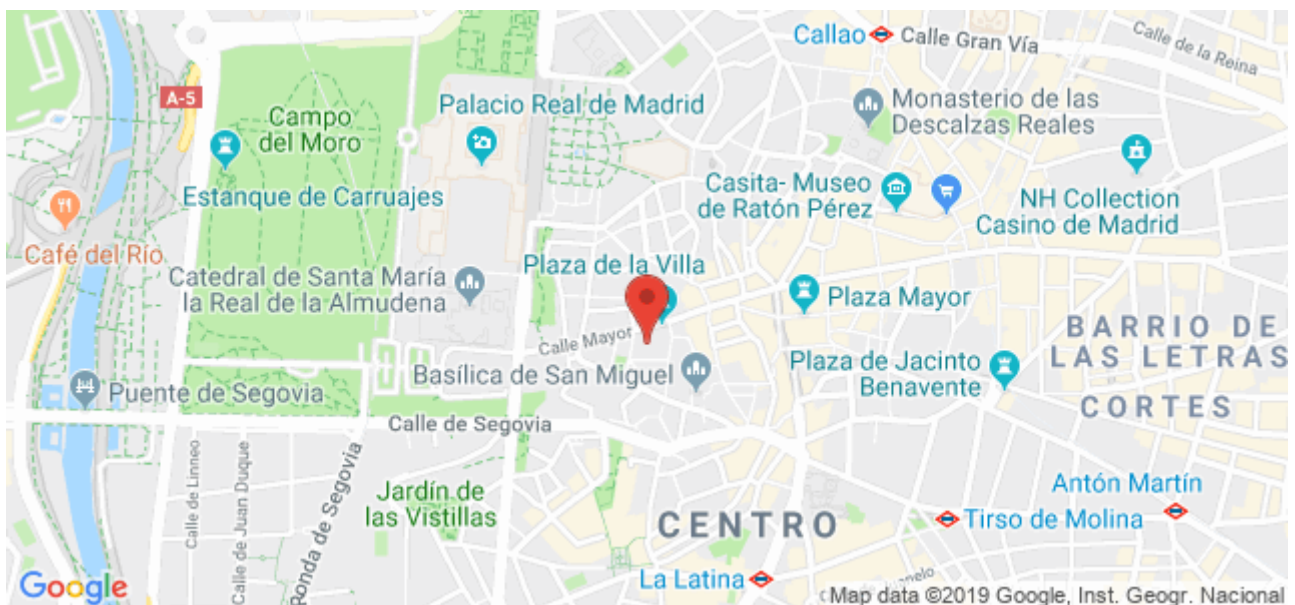 Callao
Calle Gran Vía
Calle de la Reina
A-5
Campo
del Moro
Palacio Real de Madrid
Monasterio de las
Descalzas Reales
Estanque de Carruajes
Casita- Museo
de Ratón Pérez
NH Collection
Casino de Madrid
Café del Río
Catedral de Santa María
la Real de la Almudena
Plaza de la Villa
Plaza Mayor
BARRIO DE
LAS LETRAS
Calle Mayor
Basílica de San Miguel
Plaza de Jacinto
Benavente
CORTES
Puente de Segovia
Calle de Segovia
Calle de Linneo
Calle de Juan Duque
Ronda de Segovia
Jardín de
las Vistillas
CENTRO
Antón Martín
Tirso de Molina
La Latina
Google
Map data ©2019 Google, Inst. Geogr. Nacional